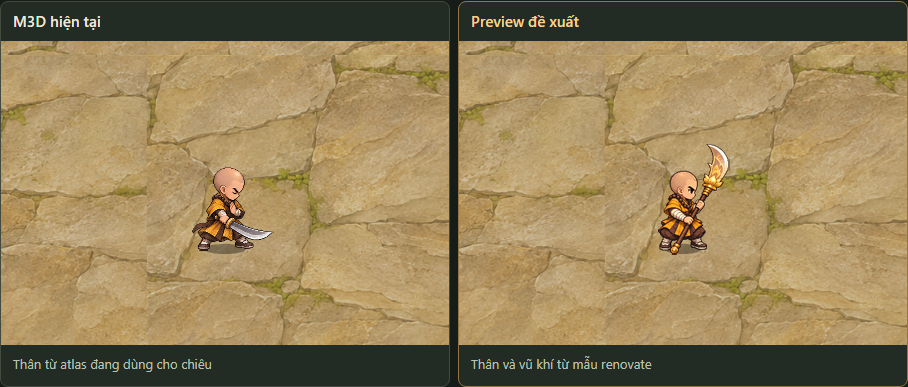 M3D hiện tại
Preview đề xuất
Thân từ atlas đang dùng cho chiêu
Thân và vũ khí từ mẫu renovate